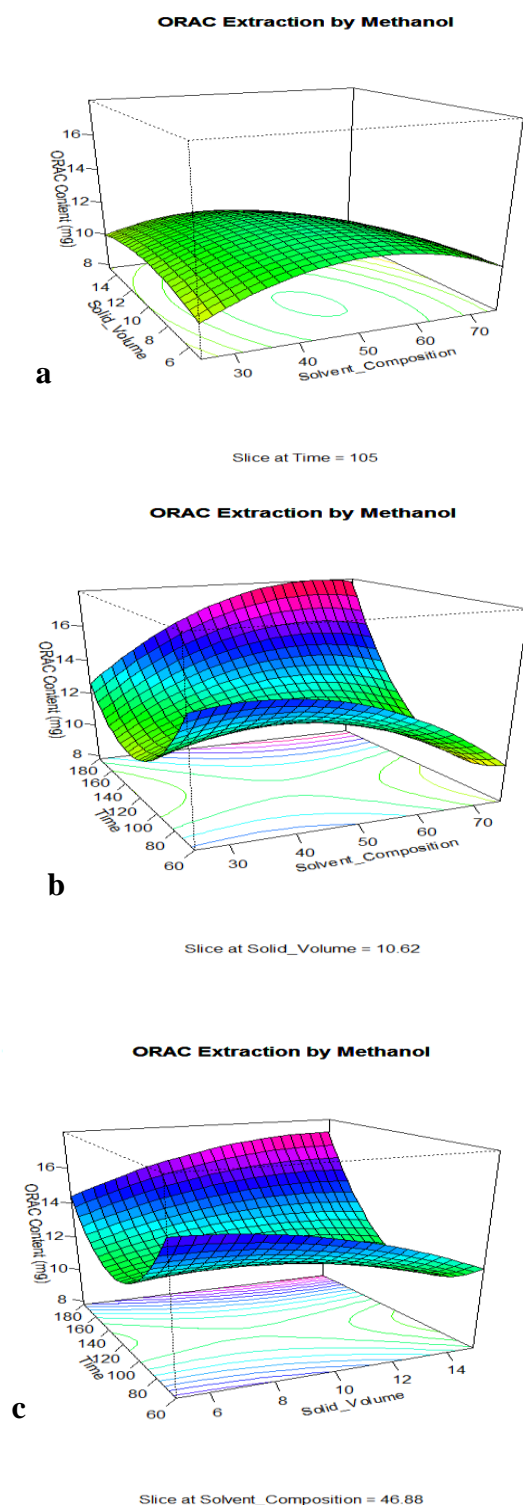 ORAC Extraction by Methanol
16
14
12
10
8
ORAC Content (mg)
14
12
10
8
6
Solid_Volume
30
40
50
60
70
Solvent_Composition
a
Slice at Time = 105
ORAC Extraction by Methanol
16
14
12
10
8
ORAC Content (mg)
180
160
140
120
100
80
60
Time
30
40
50
60
70
Solvent_Composition
b
Slice at Solid_Volume = 10.62
ORAC Extraction by Methanol
16
14
12
10
8
ORAC Content (mg)
180
160
140
120
100
80
60
Time
6
8
10
12
14
Solid_Volume
c
Slice at Solvent_Composition = 46.88